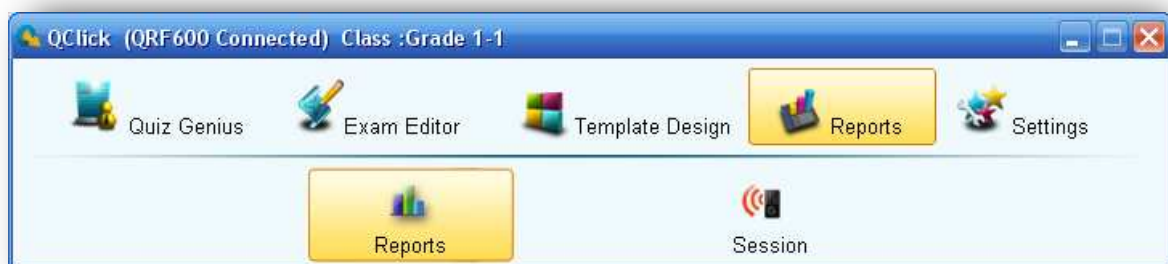 QClick (QRF600 Connected) Class :Grade 1-1
Quiz Genius Exam Editor Template Design Reports Settings
Reports Session